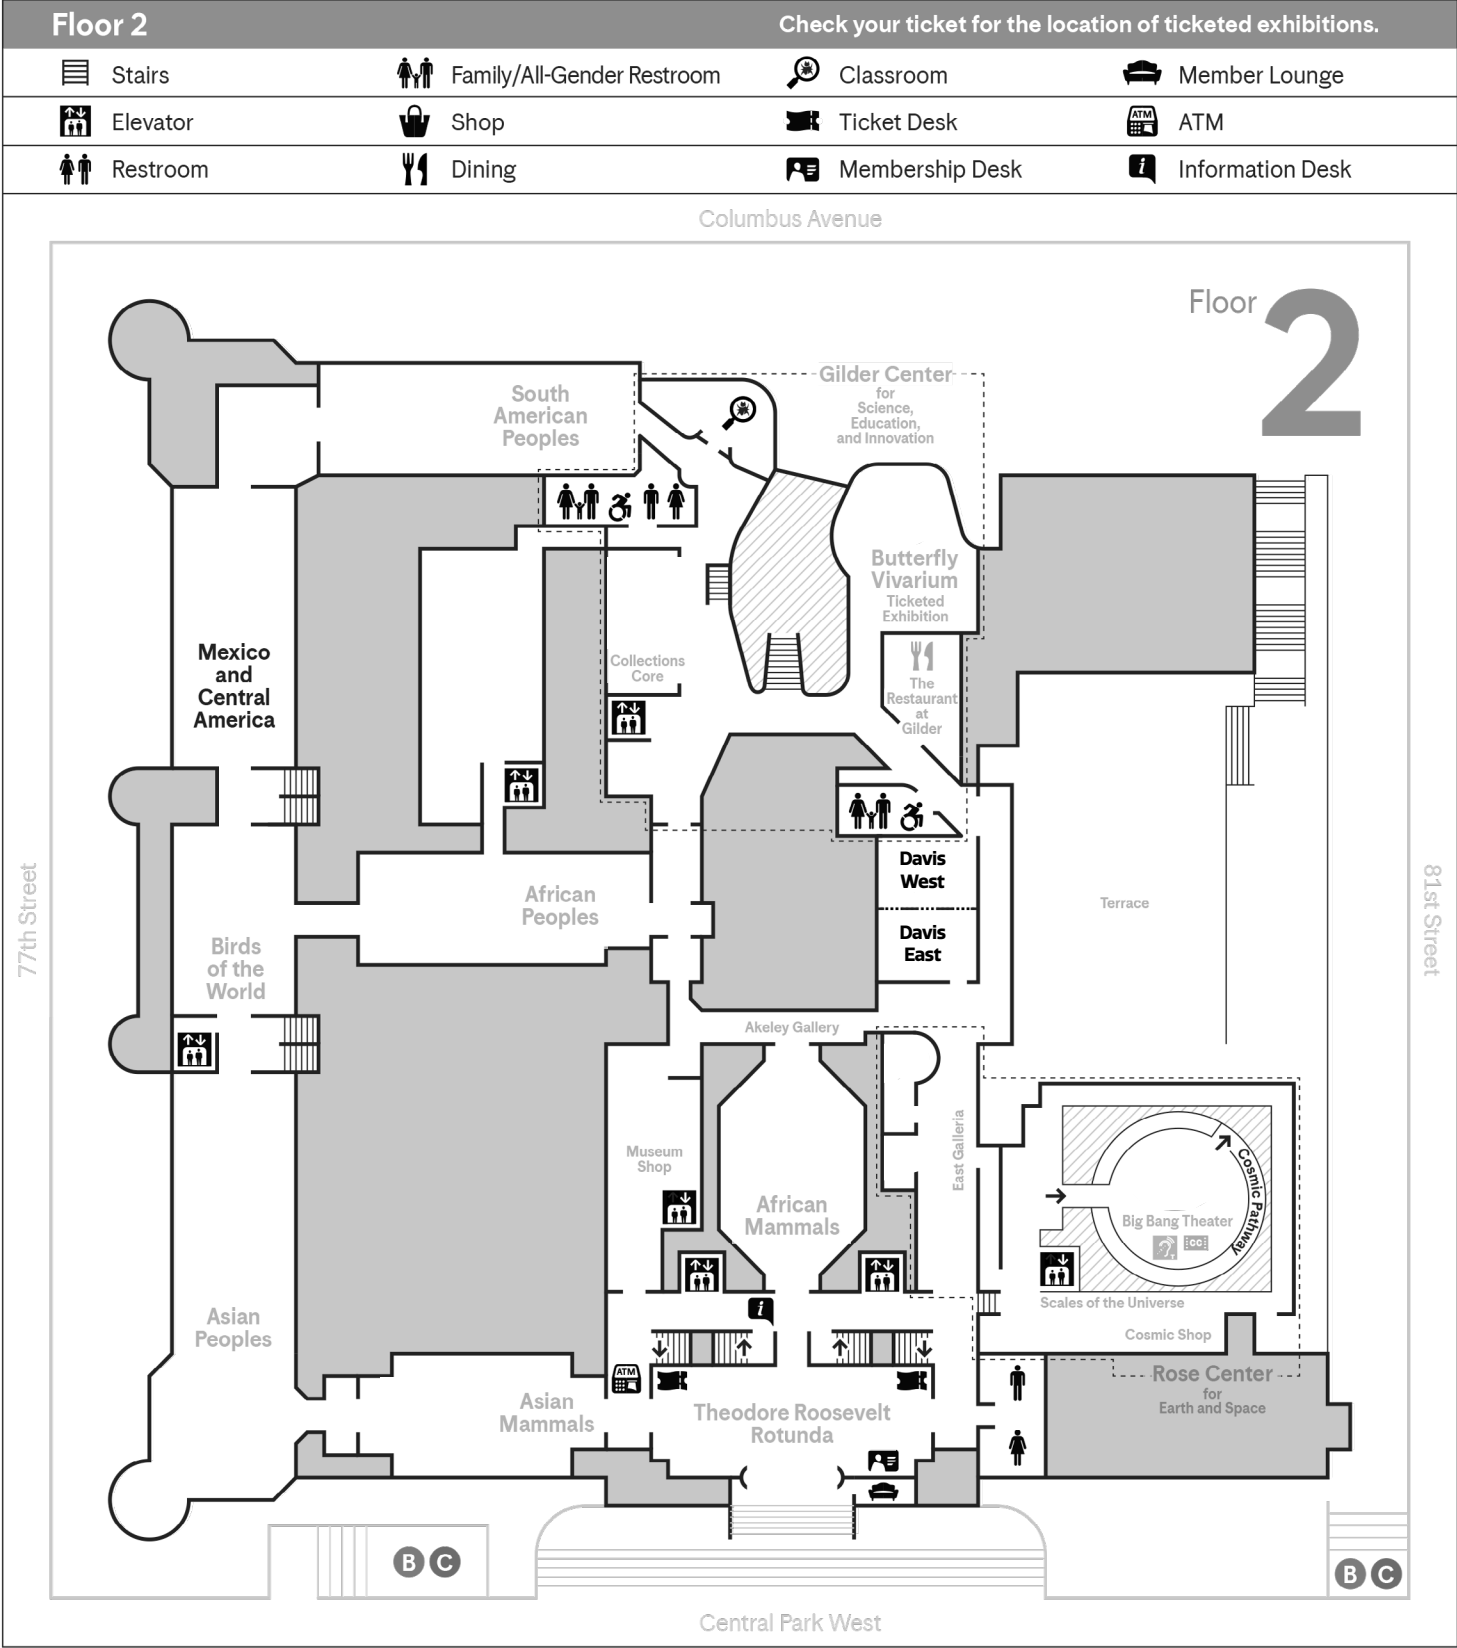 Floor 2
Check your ticket for the location of ticketed exhibitions.
Stairs
Family/All-Gender Restroom
Classroom
Member Lounge
Elevator
Shop
Ticket Desk
ATM
ATM
Restroom
Dining
Membership Desk
i
Information Desk
Columbus Avenue
Floor
2
Gilder Center
for
Science,
Education,
and Innovation
South
American
Peoples
Butterfly
Vivarium
Ticketed
Exhibition
Mexico
and
Central
America
Collections
Core
The
Restaurant
at
Gilder
Davis
West
Davis
East
African
Peoples
Terrace
77th Street
81st Street
Birds
of the
World
Akeley Gallery
East Galleria
Museum
Shop
African
Mammals
Cosmic Pathway
Big Bang Theater
T
CC
Scales of the Universe
Cosmic Shop
i
Asian
Peoples
ATM
Rose Center
for
Earth and Space
Asian
Mammals
Theodore Roosevelt
Rotunda
B C
B C
Central Park West